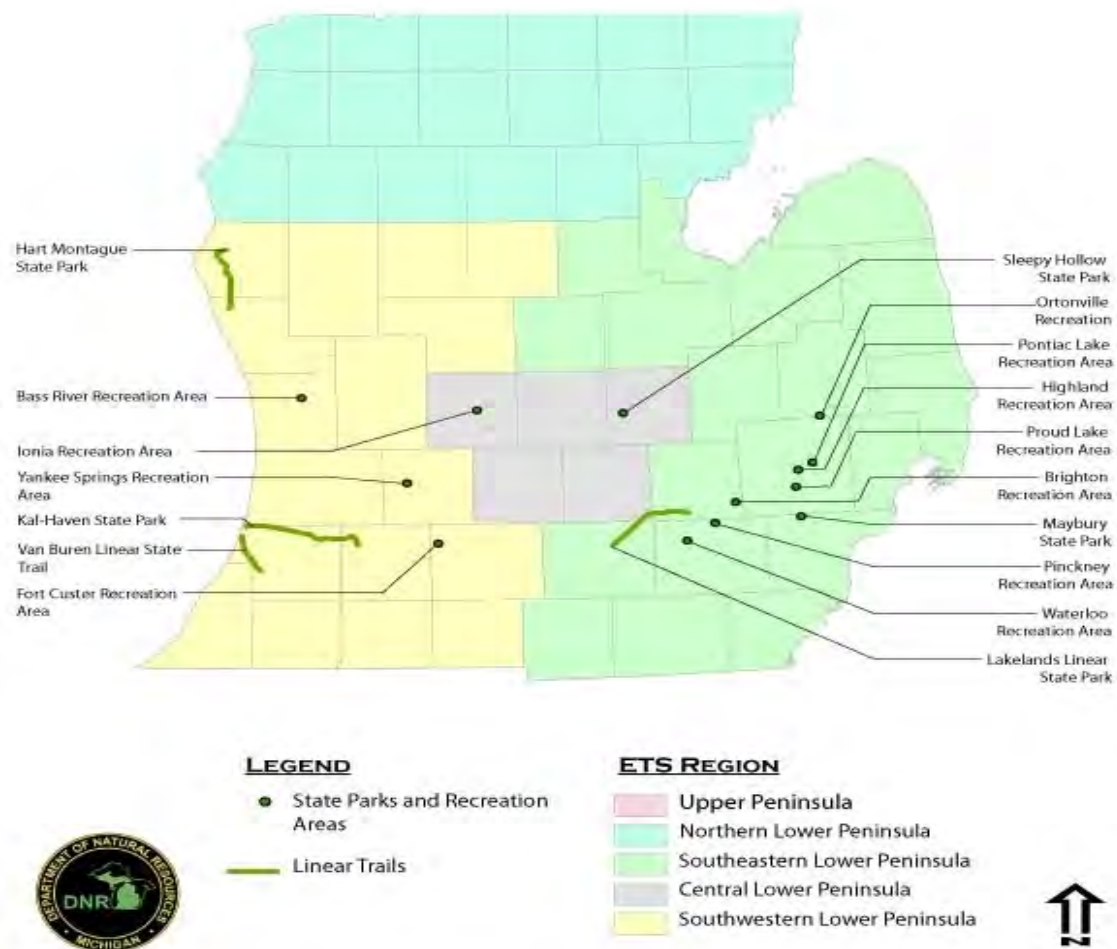 Hart Montague
State Park
Bass River Recreation Area
Ionia Recreation Area
Yankee Springs Recreation
Area
Kal-Haven State Park
Van Buren Linear State
Trail
Fort Custer Recreation
Area
Sleepy Hollow
State Park
Ortonville
Recreation
Pontiac Lake
Recreation Area
Highland
Recreation Area
Proud Lake
Recreation Area
Brighton
Recreation Area
Maybury
State Park
Pinckney
Recreation Area
Waterloo
Recreation Area
Lakelands Linear
State Park
LEGEND
State Parks and Recreation
Areas
Linear Trails
ETS REGION
Upper Peninsula
Northern Lower Peninsula
Southeastern Lower Peninsula
Central Lower Peninsula
Southwestern Lower Peninsula
DEPARTMENT OF NATURAL RESOURCES
DNR
MICHIGAN
N